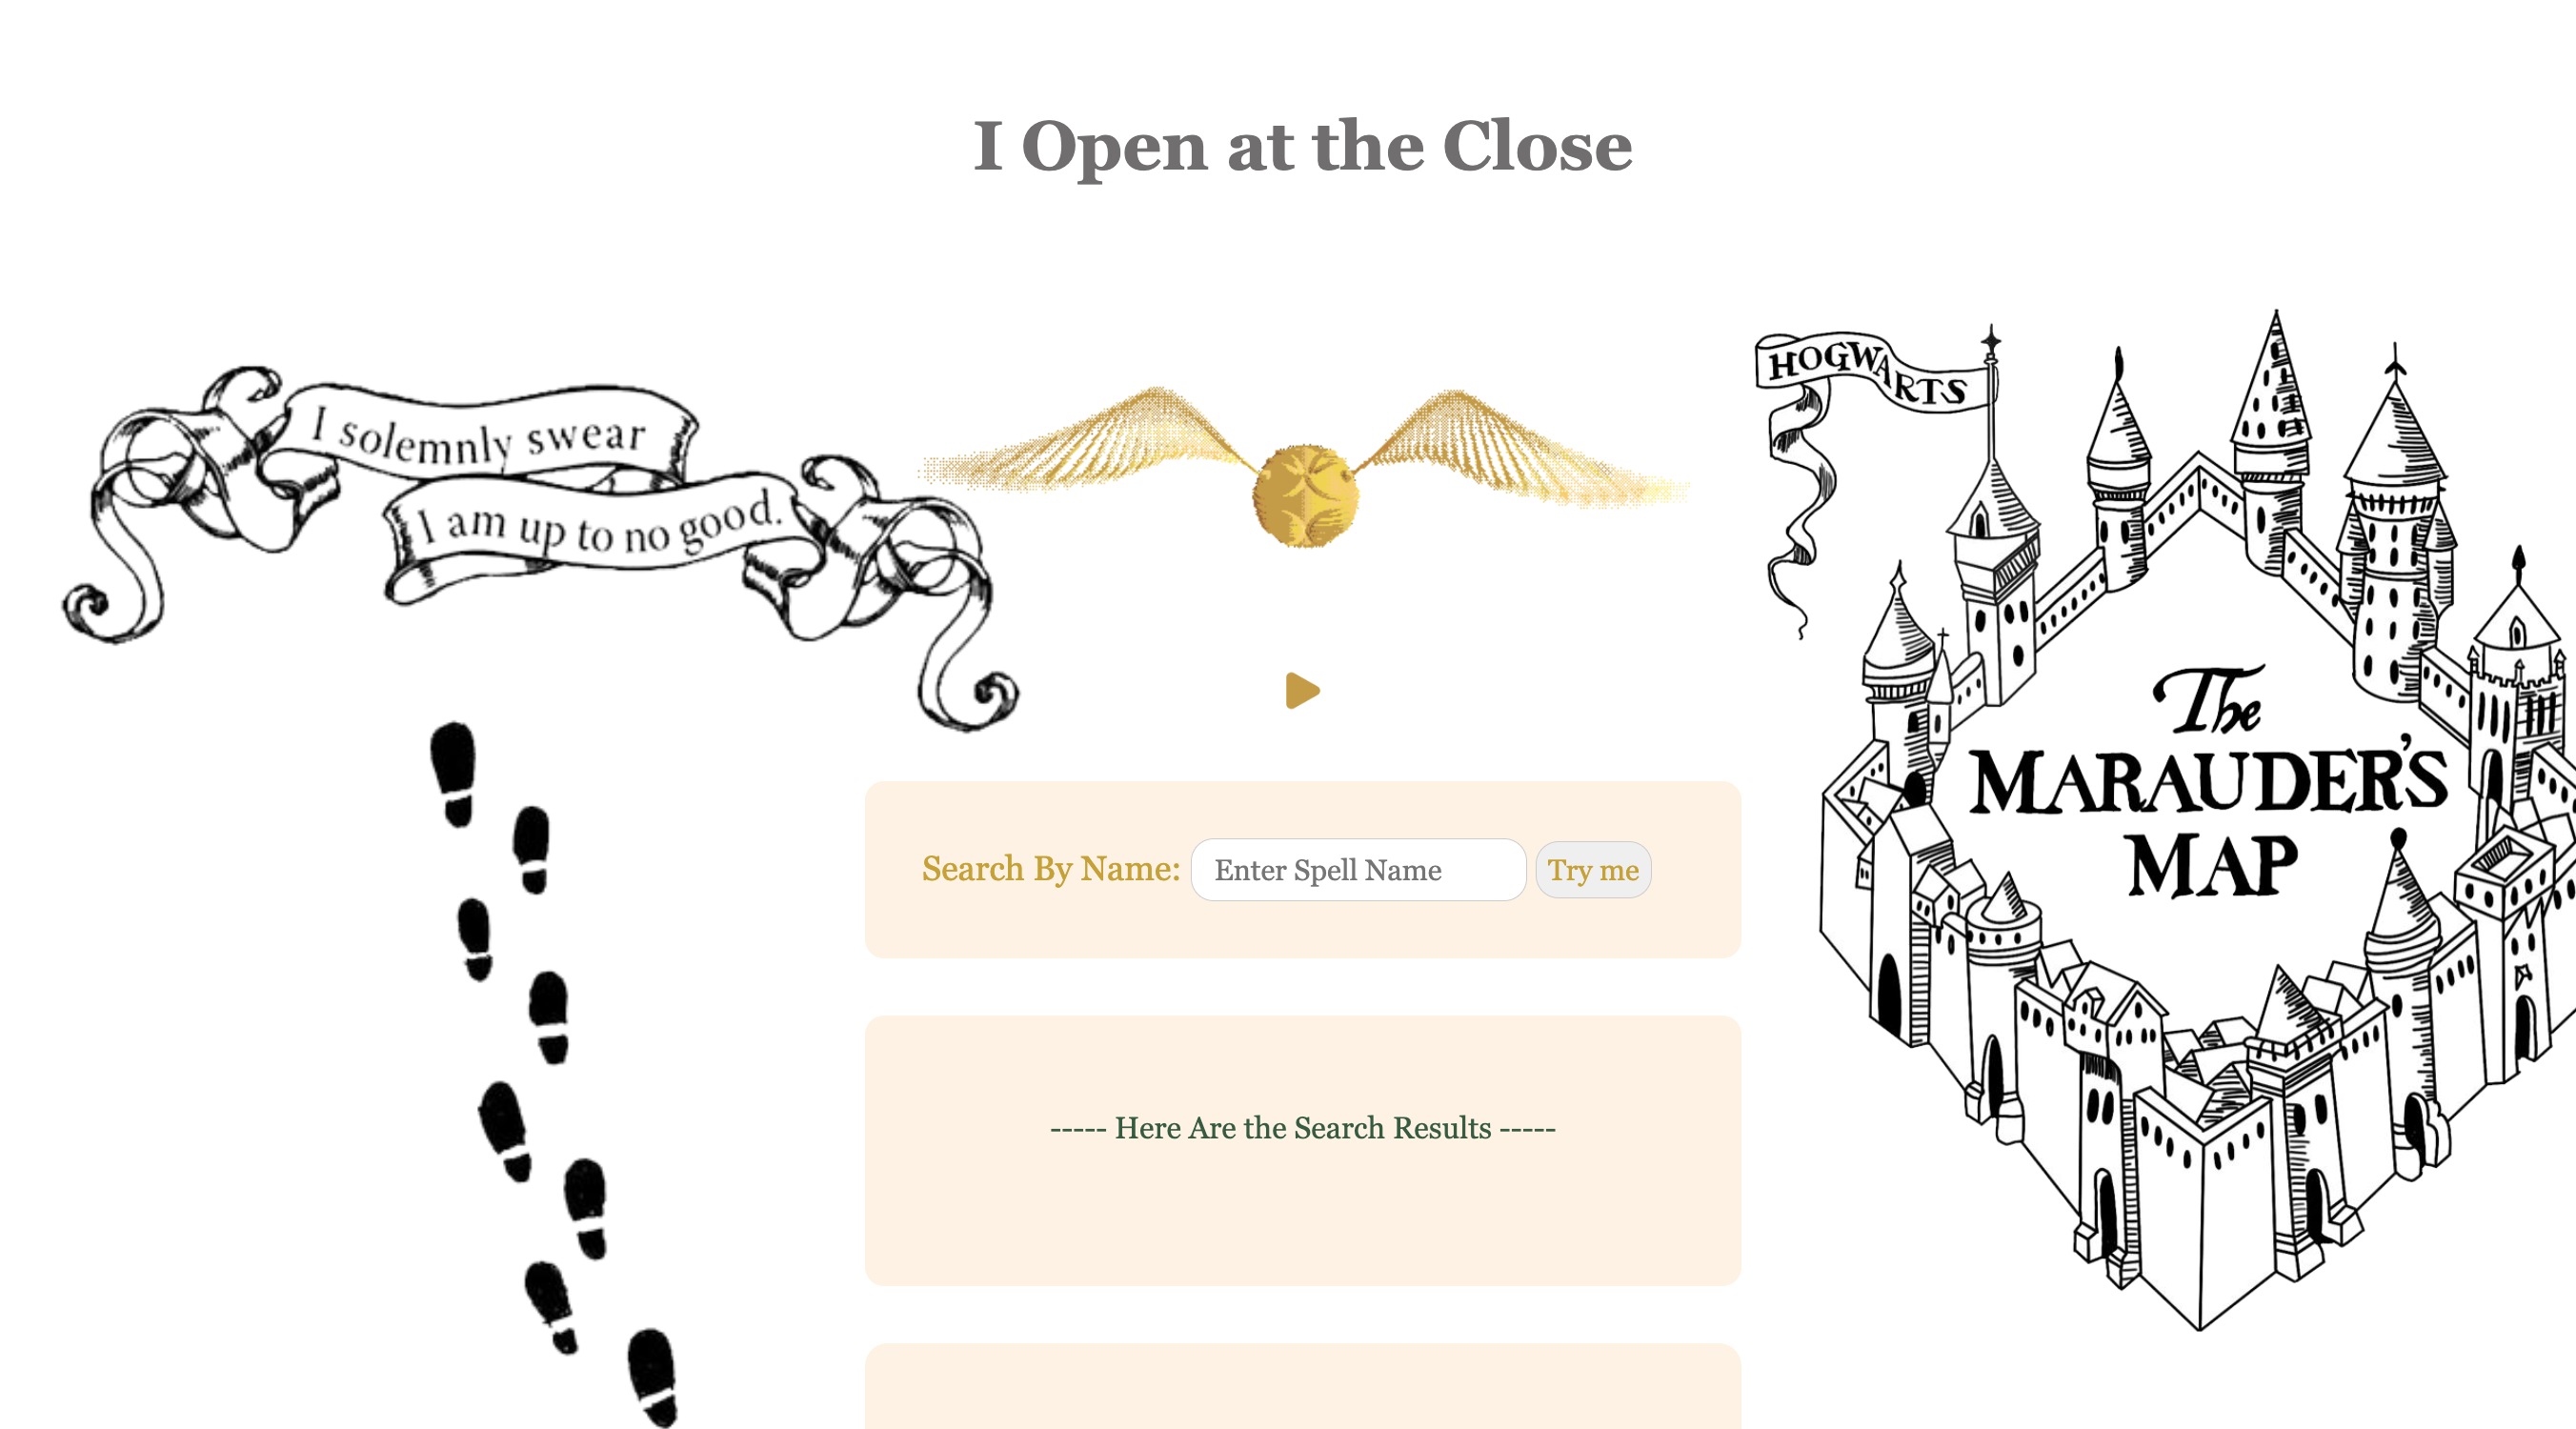 I Open at the Close
I solemnly swear
I am up to no good.
HOGWARTS
The
MARAUDER'S
MAP
Search By Name: Enter Spell Name Try me
----- Here Are the Search Results -----